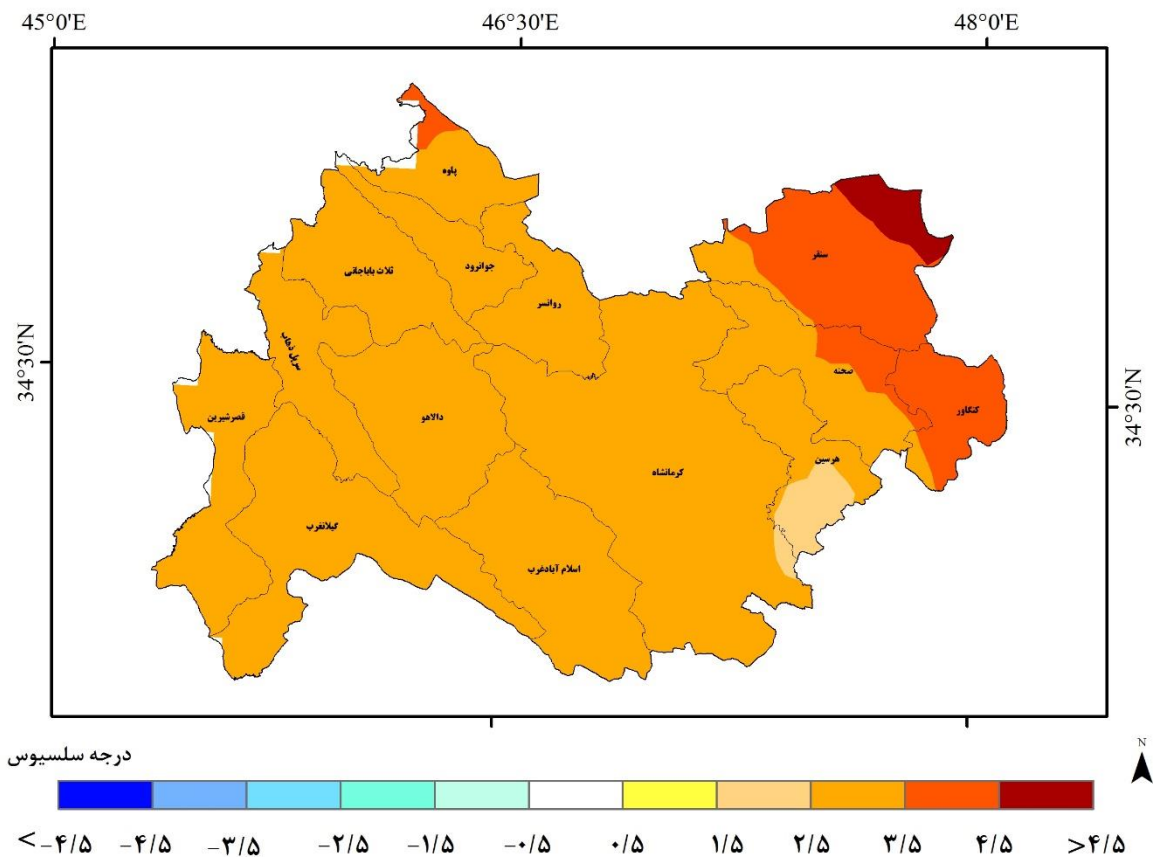 45°0'E 46°30'E 48°0'E
پاوه
سنقر
جوانرود
ثلاث باباجانی
روانسر
سرپل ذهاب
34°30'N
صحنه
کنگاور
34°30'N
قصرشیرین
دالاهو
هرسین
کرمانشاه
گیلانغرب
اسلام آبادغرب
درجه سلسیوس
N
<-۴/۵ -۴/۵ -۳/۵ -۲/۵ -۱/۵ -۰/۵ ۰/۵ ۱/۵ ۲/۵ ۳/۵ ۴/۵ >۴/۵